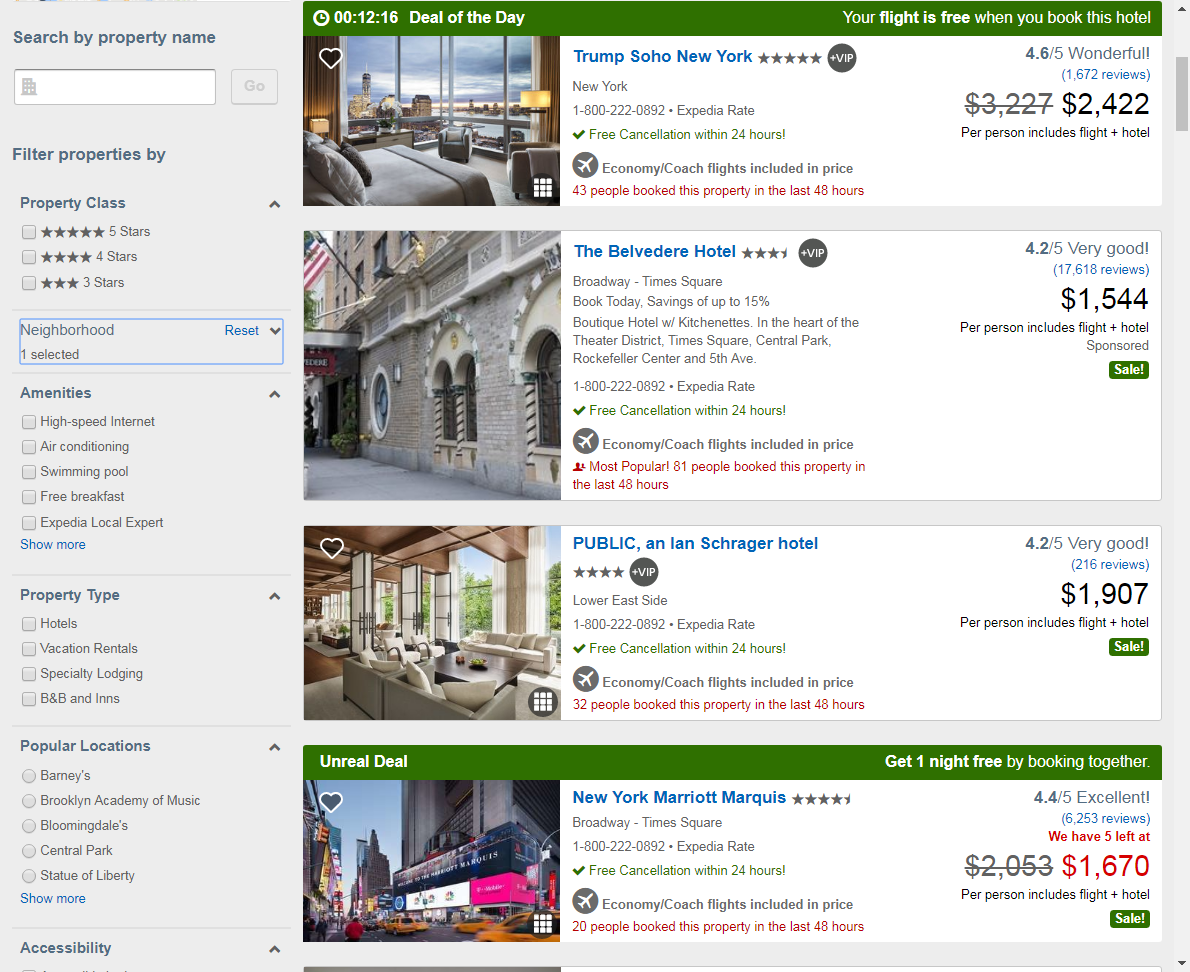 Search by property name
Go
Filter properties by
Property Class
★★★★★ 5 Stars
★★★★ 4 Stars
★★★ 3 Stars
Neighborhood Reset
1 selected
Amenities
High-speed Internet
Air conditioning
Swimming pool
Free breakfast
Expedia Local Expert
Show more
Property Type
Hotels
Vacation Rentals
Specialty Lodging
B&B and Inns
Popular Locations
Barney's
Brooklyn Academy of Music
Bloomingdale's
Central Park
Statue of Liberty
Show more
Accessibility
00:12:16 Deal of the Day
Your flight is free when you book this hotel
Trump Soho New York ★★★★★ +VIP
New York
1-800-222-0892 • Expedia Rate
Free Cancellation within 24 hours!
Economy/Coach flights included in price
43 people booked this property in the last 48 hours
4.6/5 Wonderful!
(1,672 reviews)
$3,227 $2,422
Per person includes flight + hotel
The Belvedere Hotel +VIP
Broadway - Times Square
Book Today, Savings of up to 15%
Boutique Hotel w/ Kitchenettes. In the heart of the
Theater District, Times Square, Central Park,
Rockefeller Center and 5th Ave.
1-800-222-0892 • Expedia Rate
Free Cancellation within 24 hours!
Economy/Coach flights included in price
Most Popular! 81 people booked this property in
the last 48 hours
4.2/5 Very good!
(17,618 reviews)
$1,544
Per person includes flight + hotel
Sponsored
Sale!
PUBLIC, an Ian Schrager hotel
★★★★ +VIP
Lower East Side
1-800-222-0892 • Expedia Rate
Free Cancellation within 24 hours!
Economy/Coach flights included in price
32 people booked this property in the last 48 hours
4.2/5 Very good!
(216 reviews)
$1,907
Per person includes flight + hotel
Sale!
Unreal Deal
Get 1 night free by booking together.
WELCOME TO THE MARRIOTT MARQUIS
New York Marriott Marquis
Broadway - Times Square
1-800-222-0892 • Expedia Rate
Free Cancellation within 24 hours!
Economy/Coach flights included in price
20 people booked this property in the last 48 hours
4.4/5 Excellent!
(6,253 reviews)
We have 5 left at
$2,053 $1,670
Per person includes flight + hotel
Sale!